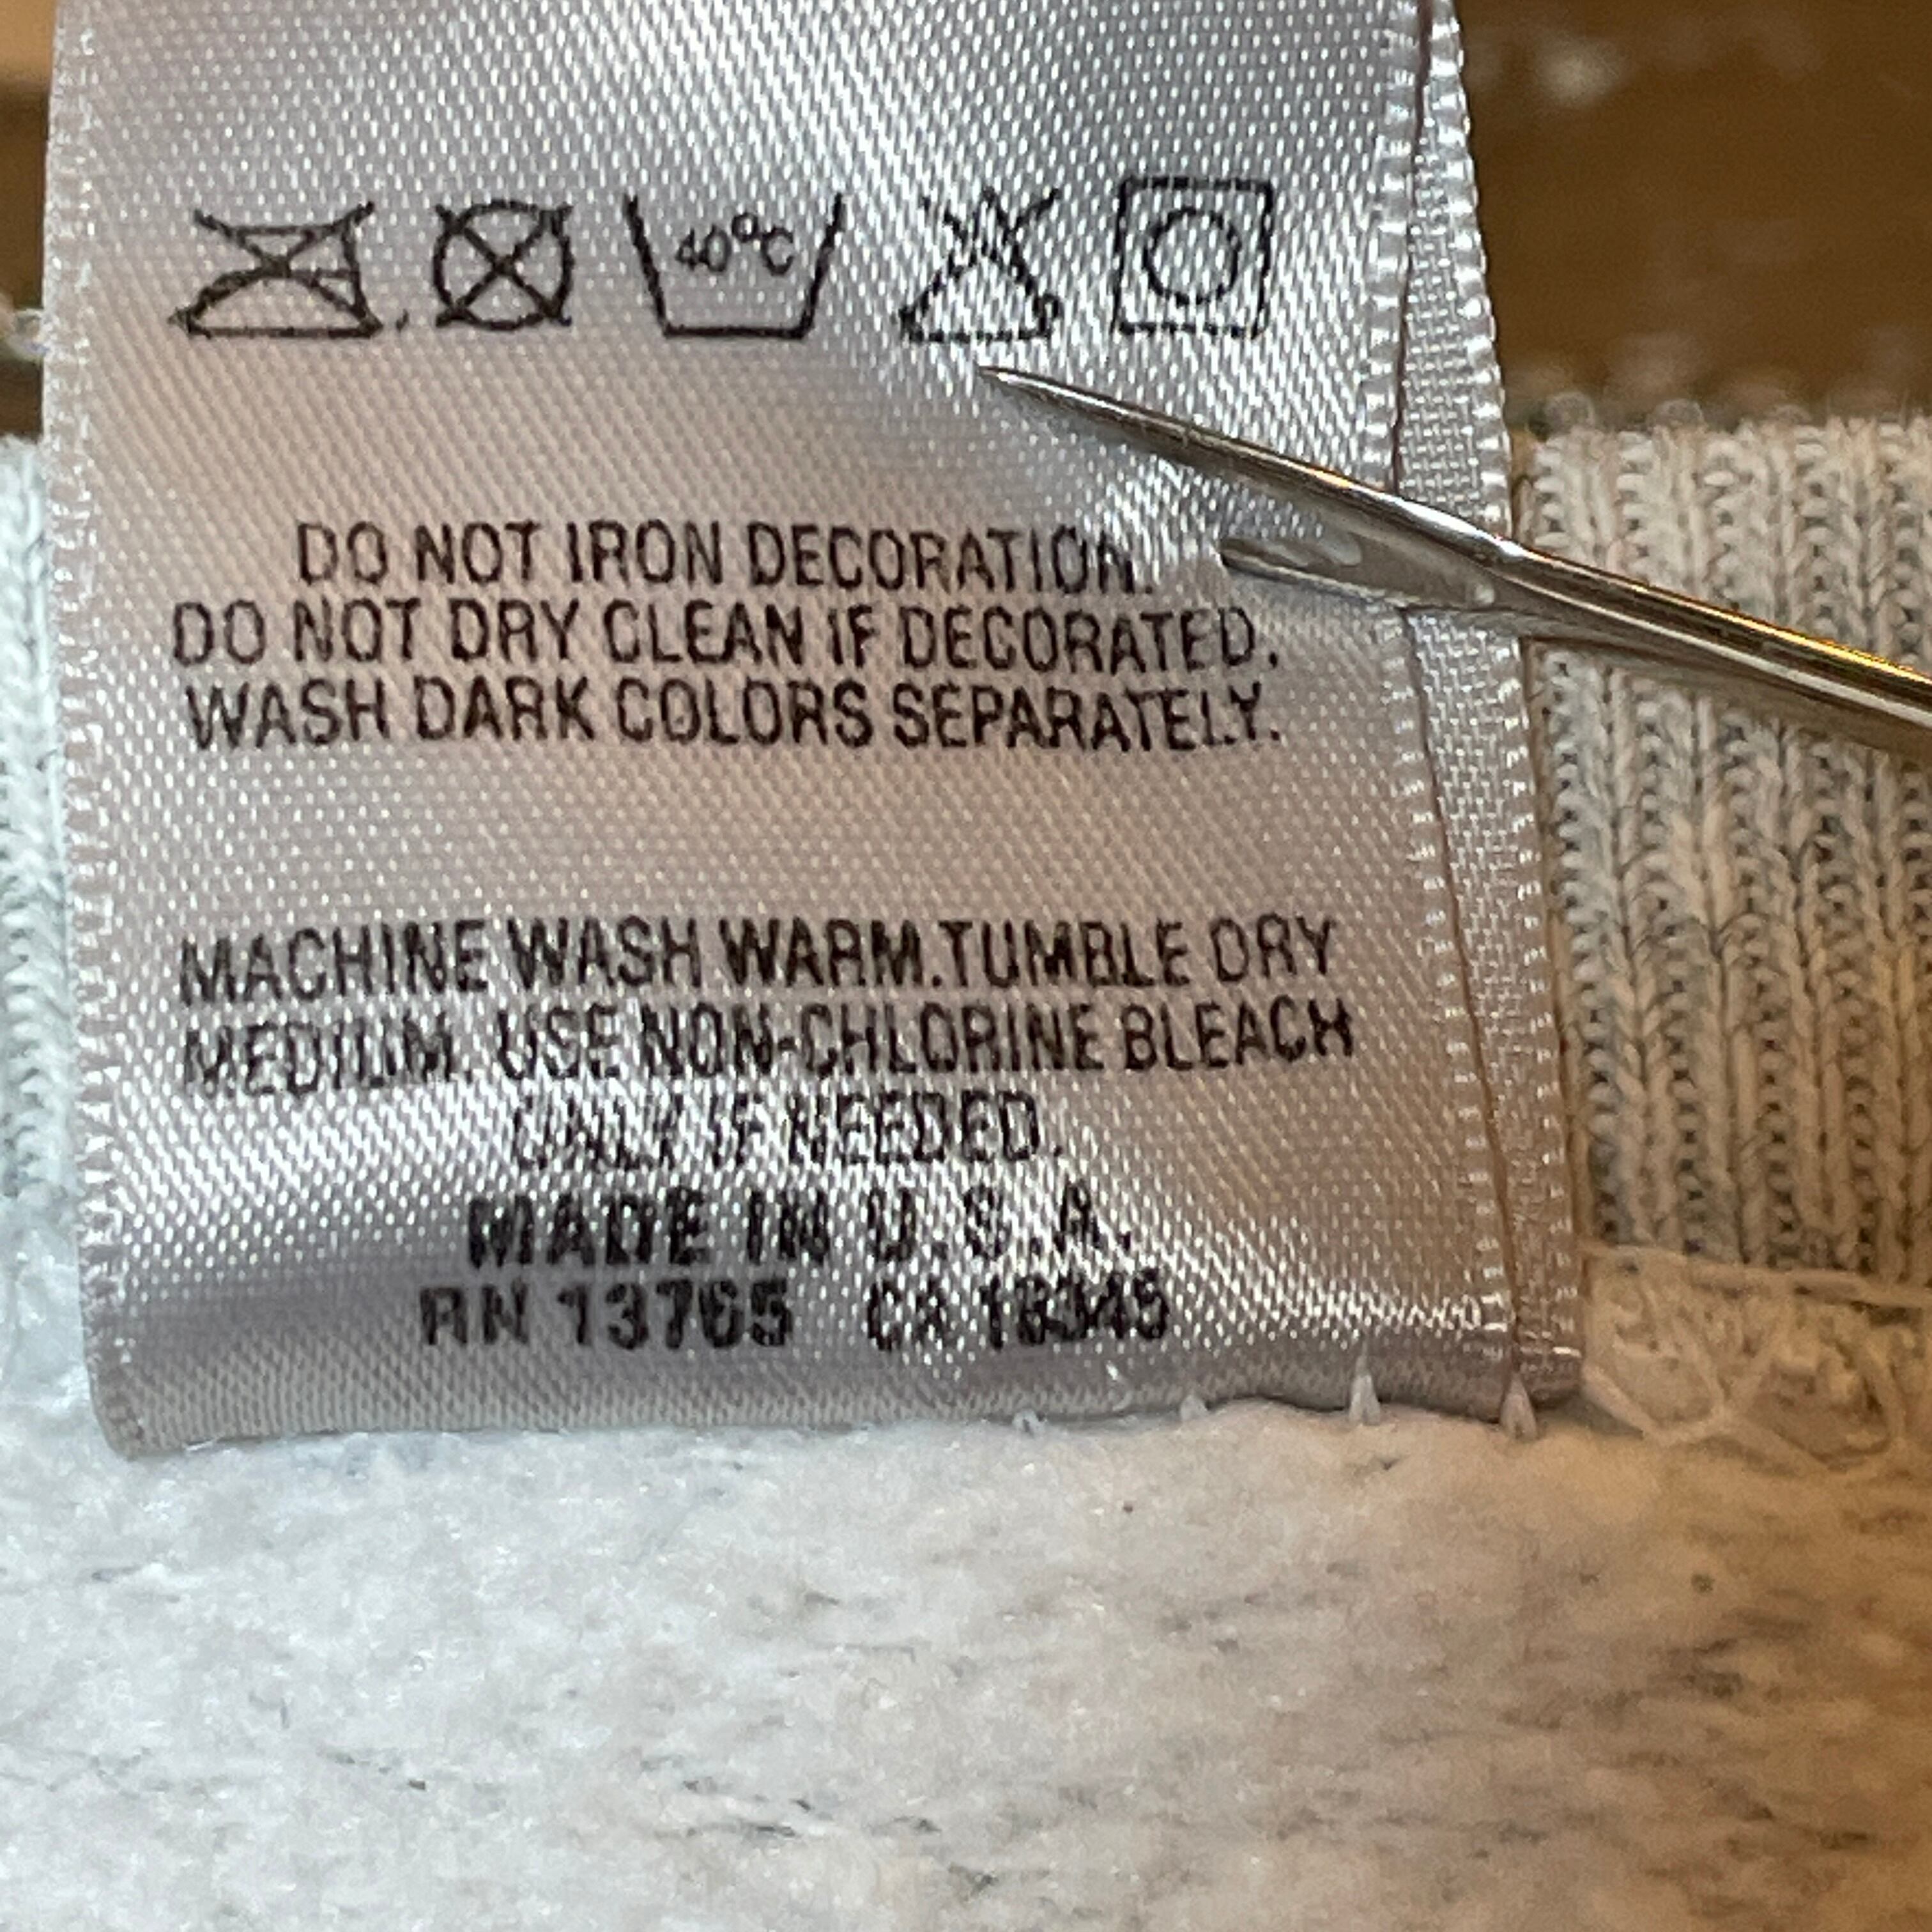 40°C
DO NOT IRON DECORATION.
DO NOT DRY CLEAN IF DECORATED.
WASH DARK COLORS SEPARATELY.
MACHINE WASH WARM.TUMBLE DRY
MEDIUM. USE NON-CHLORINE BLEACH
ONLY IF NEEDED.
MADE IN U.S.A.
RN 13765 CA